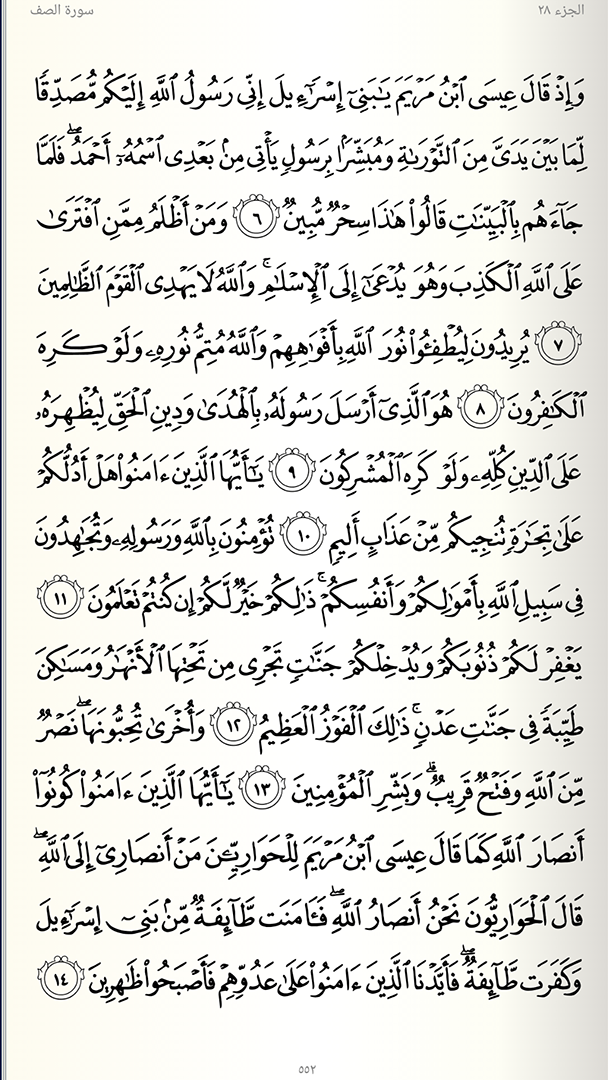 الجزء ٢٨
سورة الصف
وَإِذْ قَالَ عِيسَى ٱبْنُ مَرْيَمَ يَـٰبَنِىٓ إِسْرَٰٓءِيلَ إِنِّى رَسُولُ ٱللَّهِ إِلَيْكُم مُّصَدِّقًا
لِّمَا بَيْنَ يَدَىَّ مِنَ ٱلتَّوْرَىٰةِ وَمُبَشِّرًۢا بِرَسُولٍ يَأْتِى مِنۢ بَعْدِى ٱسْمُهُۥٓ أَحْمَدُ ۖ فَلَمَّا
جَآءَهُم بِٱلْبَيِّنَـٰتِ قَالُوا۟ هَـٰذَا سِحْرٌ مُّبِينٌ ٦ وَمَنْ أَظْلَمُ مِمَّنِ ٱفْتَرَىٰ
عَلَى ٱللَّهِ ٱلْكَذِبَ وَهُوَ يُدْعَىٰٓ إِلَى ٱلْإِسْلَـٰمِ ۚ وَٱللَّهُ لَا يَهْدِى ٱلْقَوْمَ ٱلظَّـٰلِمِينَ
٧ يُرِيدُونَ لِيُطْفِـُٔوا۟ نُورَ ٱللَّهِ بِأَفْوَٰهِهِمْ وَٱللَّهُ مُتِمُّ نُورِهِۦ وَلَوْ كَرِهَ
ٱلْكَـٰفِرُونَ ٨ هُوَ ٱلَّذِىٓ أَرْسَلَ رَسُولَهُۥ بِٱلْهُدَىٰ وَدِينِ ٱلْحَقِّ لِيُظْهِرَهُۥ
عَلَى ٱلدِّينِ كُلِّهِۦ وَلَوْ كَرِهَ ٱلْمُشْرِكُونَ ٩ يَـٰٓأَيُّهَا ٱلَّذِينَ ءَامَنُوا۟ هَلْ أَدُلُّكُمْ
عَلَىٰ تِجَـٰرَةٍ تُنجِيكُم مِّنْ عَذَابٍ أَلِيمٍ ١٠ تُؤْمِنُونَ بِٱللَّهِ وَرَسُولِهِۦ وَتُجَـٰهِدُونَ
فِى سَبِيلِ ٱللَّهِ بِأَمْوَٰلِكُمْ وَأَنفُسِكُمْ ۚ ذَٰلِكُمْ خَيْرٌ لَّكُمْ إِن كُنتُمْ تَعْلَمُونَ ١١
يَغْفِرْ لَكُمْ ذُنُوبَكُمْ وَيُدْخِلْكُمْ جَنَّـٰتٍ تَجْرِى مِن تَحْتِهَا ٱلْأَنْهَـٰرُ وَمَسَـٰكِنَ
طَيِّبَةً فِى جَنَّـٰتِ عَدْنٍ ۚ ذَٰلِكَ ٱلْفَوْزُ ٱلْعَظِيمُ ١٢ وَأُخْرَىٰ تُحِبُّونَهَا ۖ نَصْرٌ
مِّنَ ٱللَّهِ وَفَتْحٌ قَرِيبٌ ۗ وَبَشِّرِ ٱلْمُؤْمِنِينَ ١٣ يَـٰٓأَيُّهَا ٱلَّذِينَ ءَامَنُوا۟ كُونُوٓا۟
أَنصَارَ ٱللَّهِ كَمَا قَالَ عِيسَى ٱبْنُ مَرْيَمَ لِلْحَوَارِيِّـۧنَ مَنْ أَنصَارِىٓ إِلَى ٱللَّهِ ۖ
قَالَ ٱلْحَوَارِيُّونَ نَحْنُ أَنصَارُ ٱللَّهِ ۖ فَـَٔامَنَت طَّآئِفَةٌ مِّنۢ بَنِىٓ إِسْرَٰٓءِيلَ
وَكَفَرَت طَّآئِفَةٌ ۖ فَأَيَّدْنَا ٱلَّذِينَ ءَامَنُوا۟ عَلَىٰ عَدُوِّهِمْ فَأَصْبَحُوا۟ ظَـٰهِرِينَ ١٤
٥٥٢